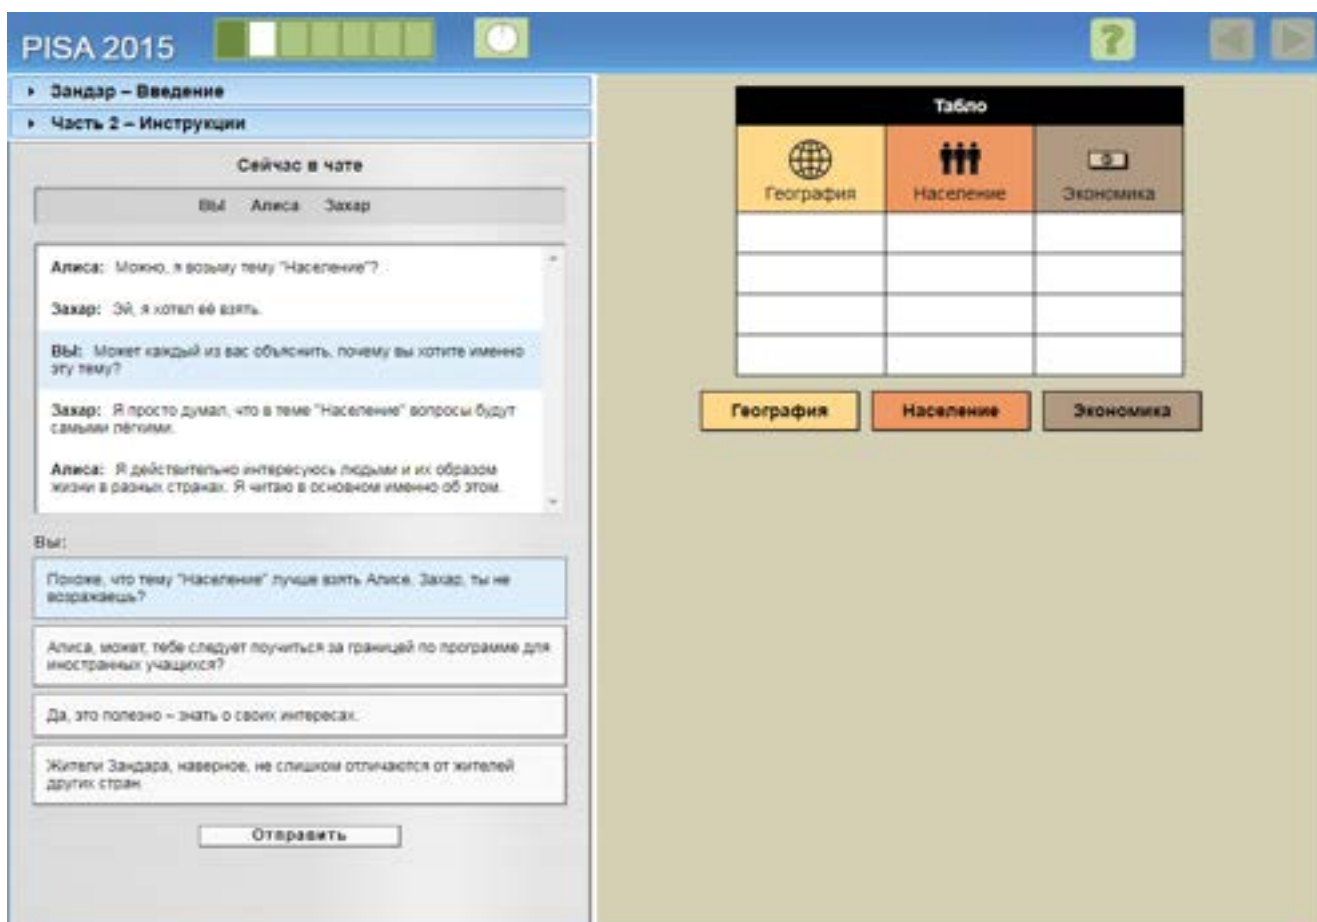 PISA 2015
?
Зандар – Введение
Часть 2 – Инструкции
Сейчас в чате
ВЫ Алиса Захар
Алиса: Можно, я возьму тему "Население"?
Захар: Эй, я хотел её взять.
ВЫ: Может каждый из вас объяснить, почему вы хотите именно
эту тему?
Захар: Я просто думал, что в теме "Население" вопросы будут
самыми лёгкими.
Алиса: Я действительно интересуюсь людьми и их образом
жизни в разных странах. Я читаю в основном именно об этом.
Вы:
Похоже, что тему "Население" лучше взять Алисе. Захар, ты не
возражаешь?
Алиса, может, тебе следует поучиться за границей по программе для
иностранных учащихся?
Да, это полезно – знать о своих интересах.
Жители Зандара, наверное, не слишком отличаются от жителей
других стран.
Отправить
Табло
География Население Экономика
География Население Экономика